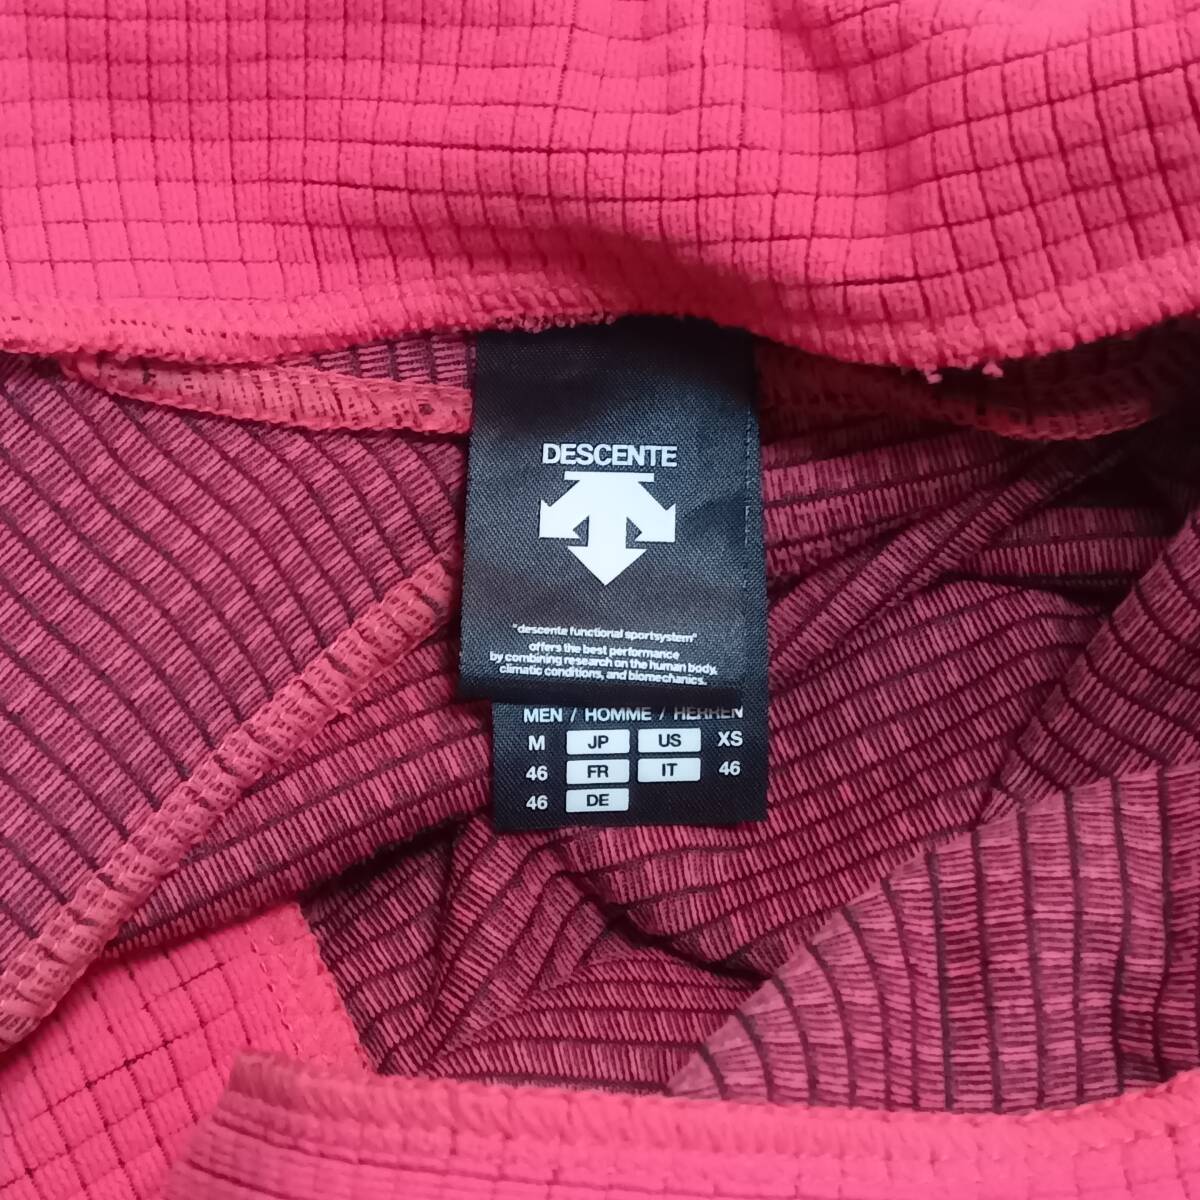 DESCENTE
"descente functional sportsystem"
offers the best performance
by combining research on the human body,
climatic conditions, and biomechanics.
MEN / HOMME / HERREN
M JP US XS
46 FR IT 46
46 DE